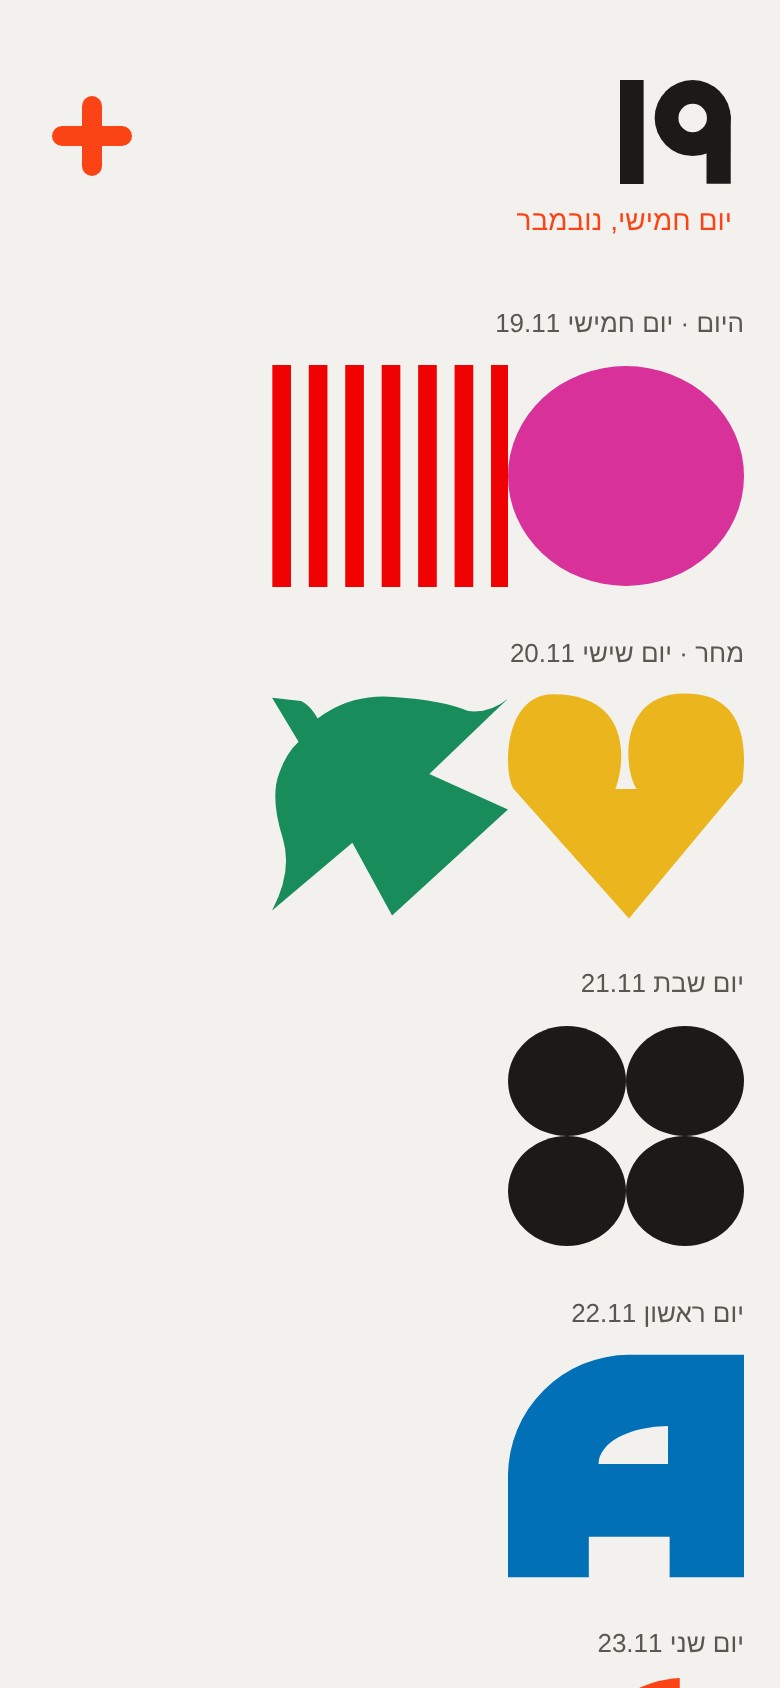 19
יום חמישי, נובמבר
היום · יום חמישי 19.11
מחר · יום שישי 20.11
יום שבת 21.11
יום ראשון 22.11
A
יום שני 23.11